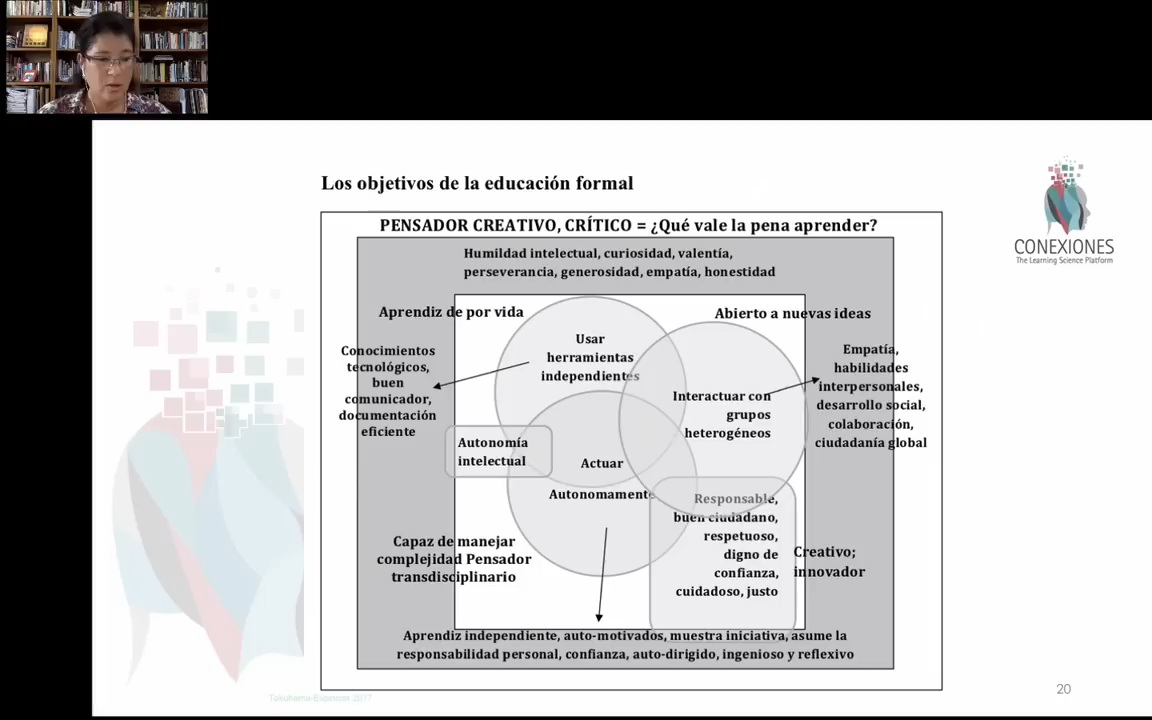 Los objetivos de la educación formal
CONEXIONES
The Learning Science Platform
PENSADOR CREATIVO, CRÍTICO = ¿Qué vale la pena aprender?
Humildad intelectual, curiosidad, valentía,
perseverancia, generosidad, empatía, honestidad
Aprendiz de por vida
Abierto a nuevas ideas
Usar
herramientas
independientes
Conocimientos
tecnológicos,
buen
comunicador,
documentación
eficiente
Empatía,
habilidades
interpersonales,
desarrollo social,
colaboración,
ciudadanía global
Interactuar con
grupos
heterogéneos
Autonomía
intelectual
Actuar
Autonomamente
Responsable,
buen ciudadano,
respetuoso,
digno de
confianza,
cuidadoso, justo
Capaz de manejar
complejidad Pensador
transdisciplinario
Creativo;
innovador
Aprendiz independiente, auto-motivados, muestra iniciativa, asume la
responsabilidad personal, confianza, auto-dirigido, ingenioso y reflexivo
Tokuhama-Espinosa 2017
20